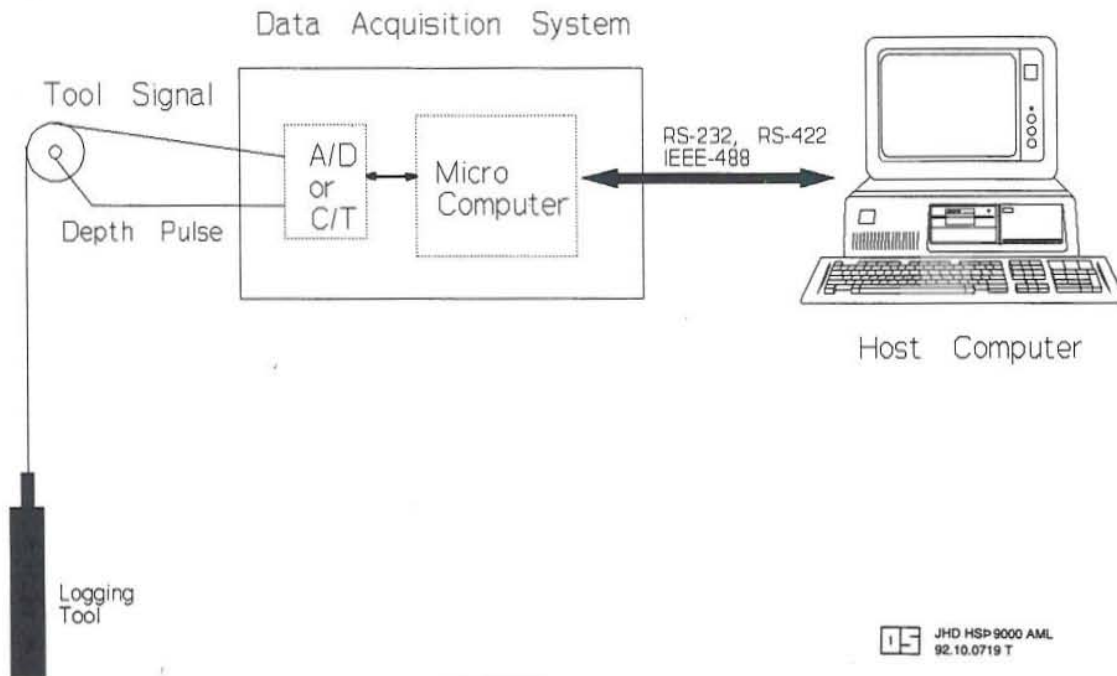 Data Acquisition System
Tool Signal
A/D
or
C/T
Micro
Computer
RS-232, RS-422
IEEE-488
Depth Pulse
Host Computer
Logging
Tool
JHD HSÞ 9000 AML
92.10.0719 T